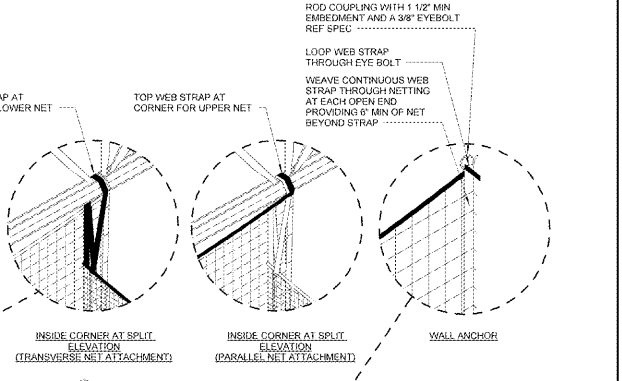 ROD COUPLING WITH 1 1/2" MIN
EMBEDMENT AND A 3/8" EYEBOLT
REF SPEC
LOOP WEB STRAP
THROUGH EYE BOLT
WEAVE CONTINUOUS WEB
STRAP THROUGH NETTING
AT EACH OPEN END
PROVIDING 6" MIN OF NET
BEYOND STRAP
AP AT
LOWER NET
TOP WEB STRAP AT
CORNER FOR UPPER NET
INSIDE CORNER AT SPLIT
ELEVATION
(TRANSVERSE NET ATTACHMENT)
INSIDE CORNER AT SPLIT
ELEVATION
(PARALLEL NET ATTACHMENT)
WALL ANCHOR